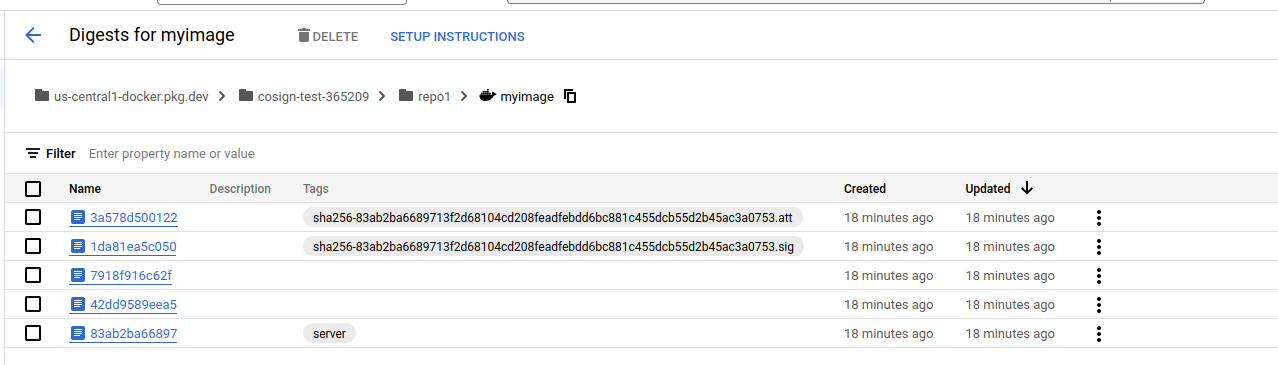 Digests for myimage DELETE SETUP INSTRUCTIONS
us-central1-docker.pkg.dev cosign-test-365209 repo1 myimage
Filter Enter property name or value
Name Description Tags Created Updated
3a578d500122 sha256-83ab2ba6689713f2d68104cd208feadfebdd6bc881c455dcb55d2b45ac3a0753.att 18 minutes ago 18 minutes ago
1da81ea5c050 sha256-83ab2ba6689713f2d68104cd208feadfebdd6bc881c455dcb55d2b45ac3a0753.sig 18 minutes ago 18 minutes ago
7918f916c62f 18 minutes ago 18 minutes ago
42dd9589eea5 18 minutes ago 18 minutes ago
83ab2ba66897 server 18 minutes ago 18 minutes ago